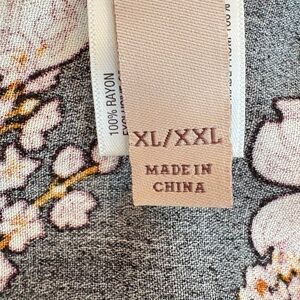 100% RAYON
XL/XXL
MADE IN
CHINA